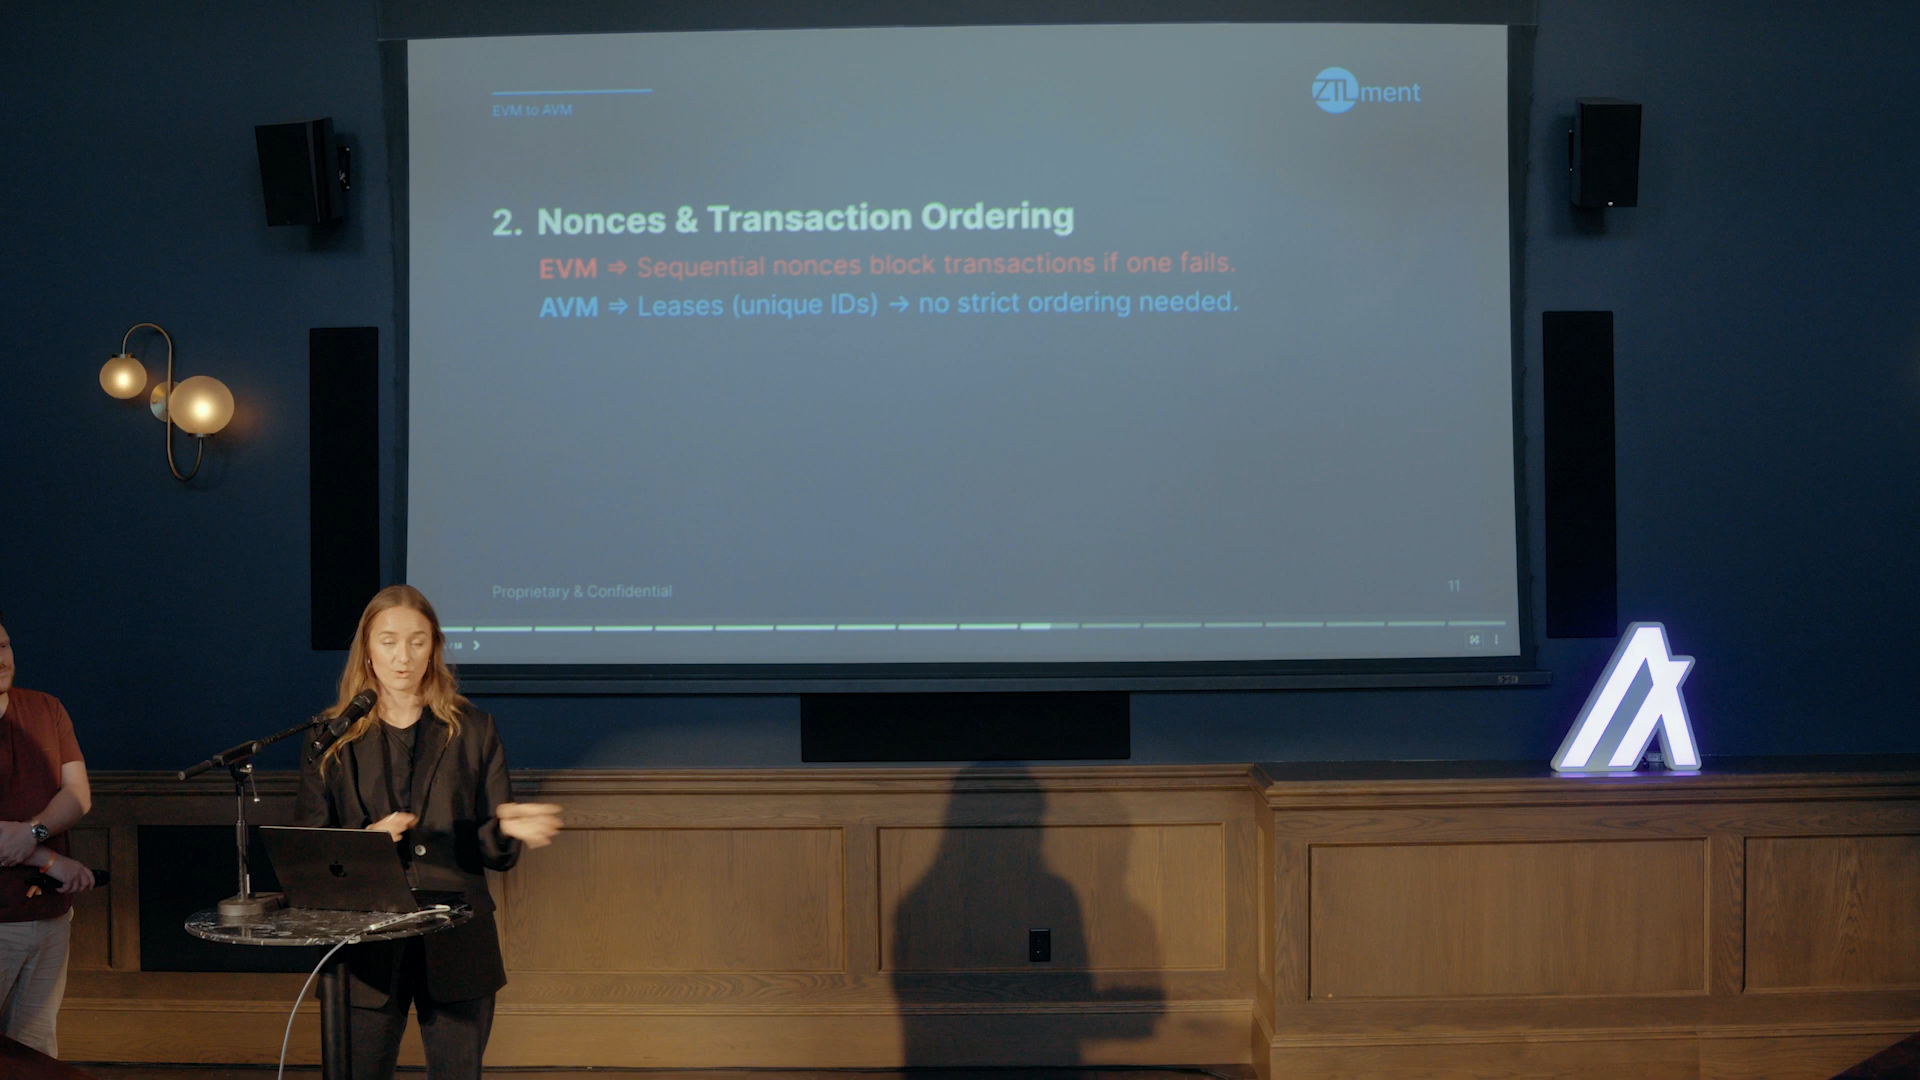 EVM to AVM
ZTLment
2. Nonces & Transaction Ordering
EVM ⇒ Sequential nonces block transactions if one fails.
AVM ⇒ Leases (unique IDs) → no strict ordering needed.
Proprietary & Confidential
11